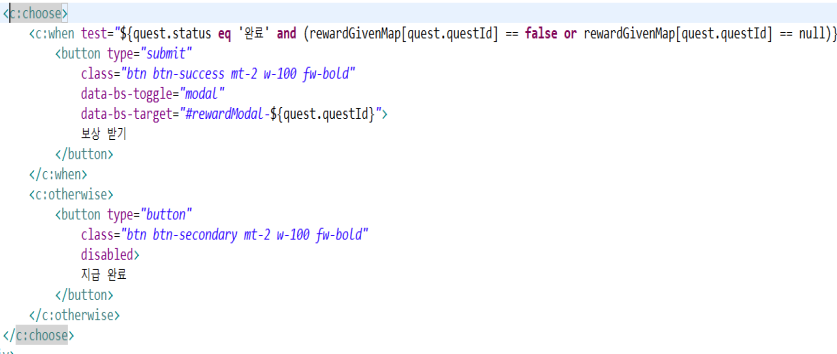 <c:choose>
<c:when test="${quest.status eq '완료' and (rewardGivenMap[quest.questId] == false or rewardGivenMap[quest.questId] == null)}
<button type="submit"
class="btn btn-success mt-2 w-100 fw-bold"
data-bs-toggle="modal"
data-bs-target="#rewardModal-${quest.questId}">
보상 받기
</button>
</c:when>
<c:otherwise>
<button type="button"
class="btn btn-secondary mt-2 w-100 fw-bold"
disabled>
지급 완료
</button>
</c:otherwise>
</c:choose>